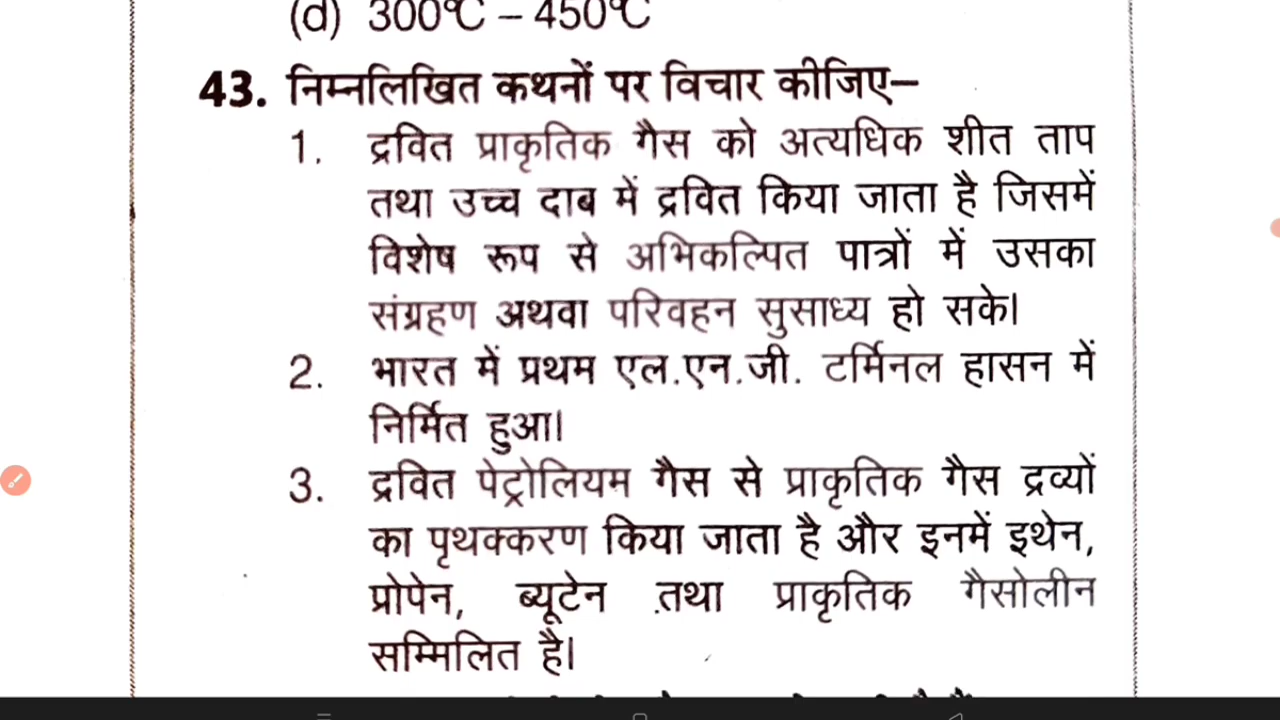 (d) 300°C – 450°C
43. निम्नलिखित कथनों पर विचार कीजिए–
1. द्रवित प्राकृतिक गैस को अत्यधिक शीत ताप
तथा उच्च दाब में द्रवित किया जाता है जिसमें
विशेष रूप से अभिकल्पित पात्रों में उसका
संग्रहण अथवा परिवहन सुसाध्य हो सके।
2. भारत में प्रथम एल.एन.जी. टर्मिनल हासन में
निर्मित हुआ।
3. द्रवित पेट्रोलियम गैस से प्राकृतिक गैस द्रव्यों
का पृथक्करण किया जाता है और इनमें इथेन,
प्रोपेन, ब्यूटेन तथा प्राकृतिक गैसोलीन
सम्मिलित है।